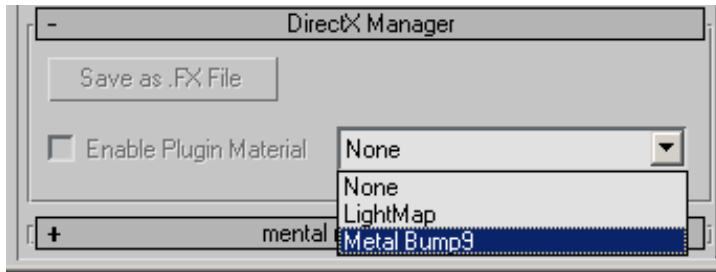 - DirectX Manager
Save as .FX File
Enable Plugin Material None
None
LightMap
+ mental
Metal Bump9